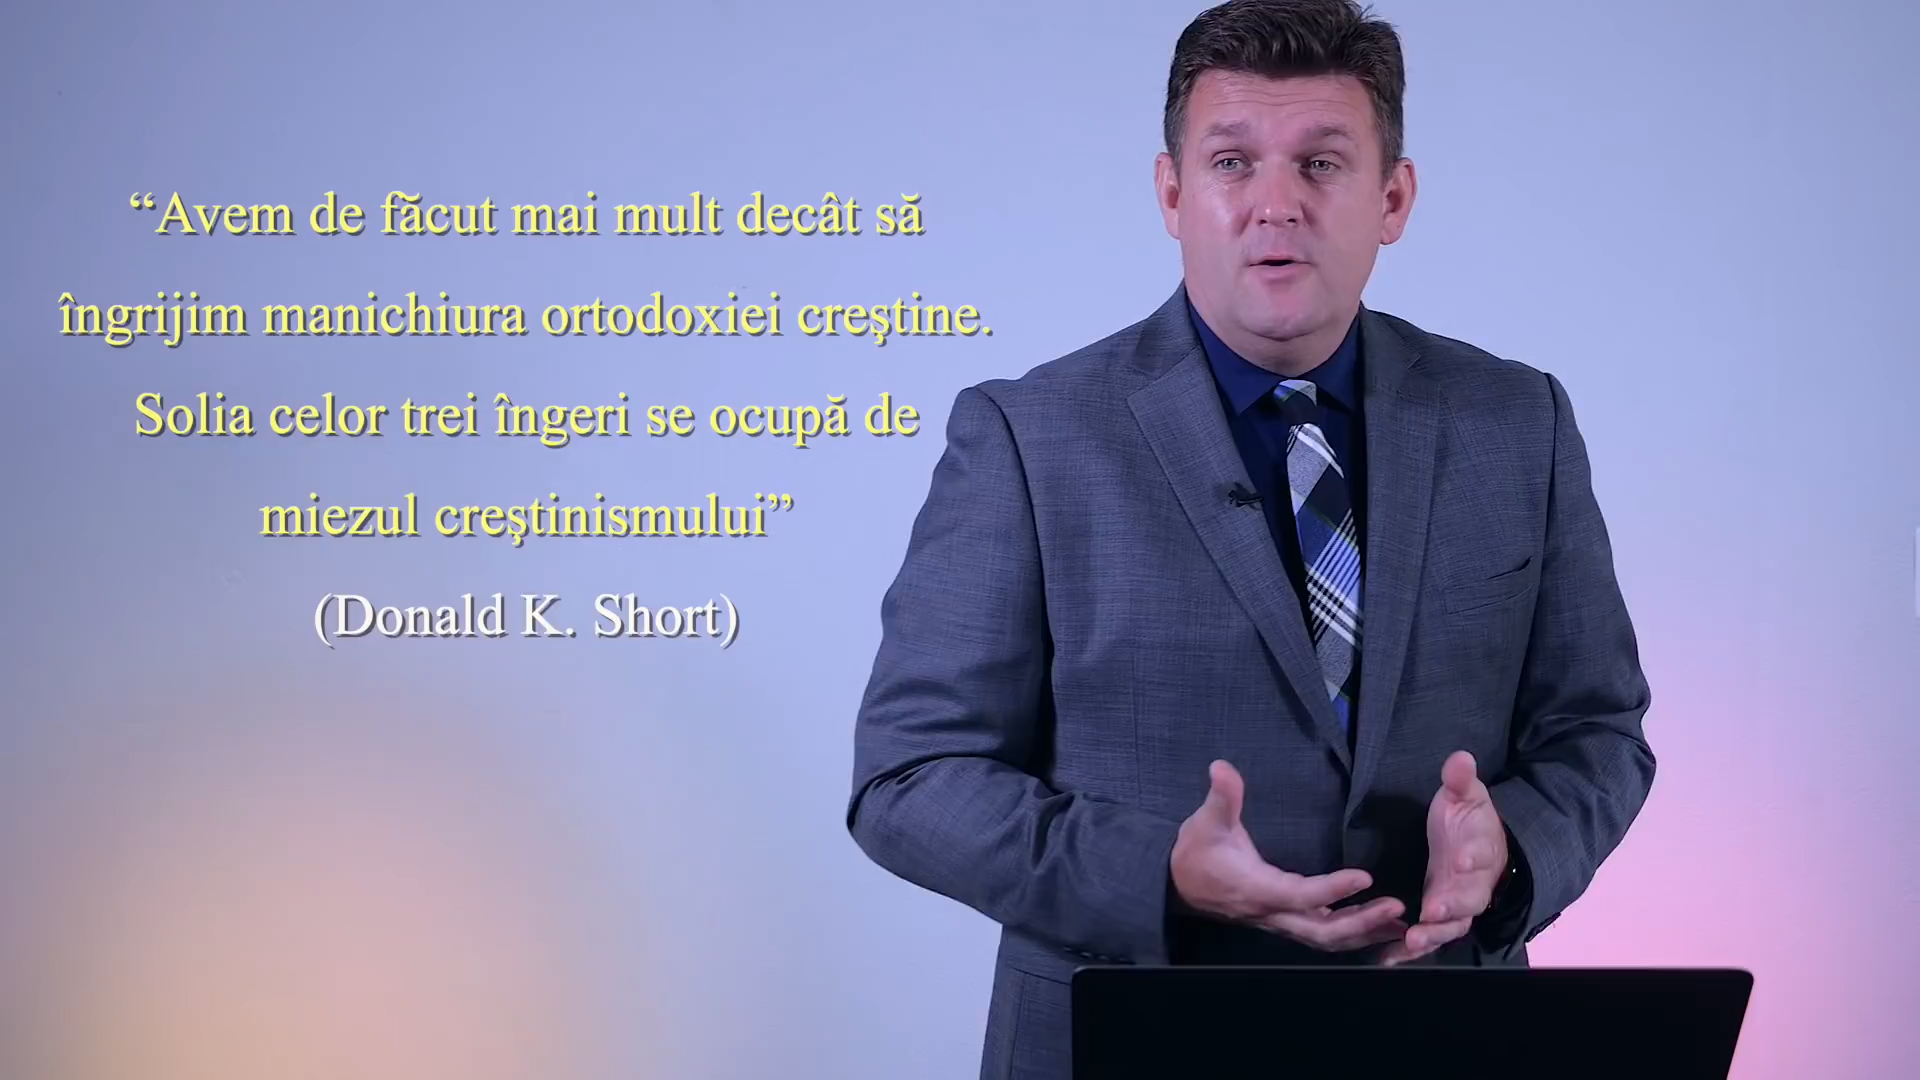 “Avem de făcut mai mult decât să
îngrijim manichiura ortodoxiei creştine.
Solia celor trei îngeri se ocupă de
miezul creştinismului”
(Donald K. Short)